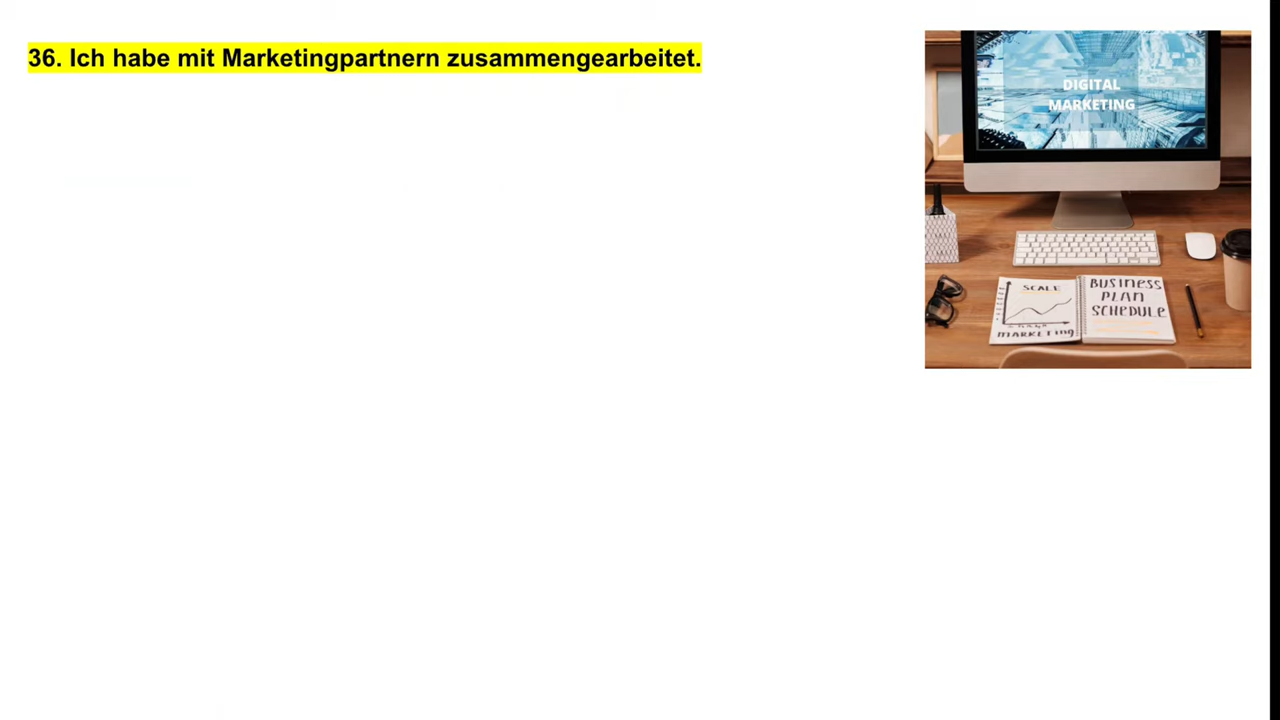 36. Ich habe mit Marketingpartnern zusammengearbeitet.
DIGITAL
MARKETING
SCALE
MARKETING
BUSINESS
PLAN
SCHEDULE